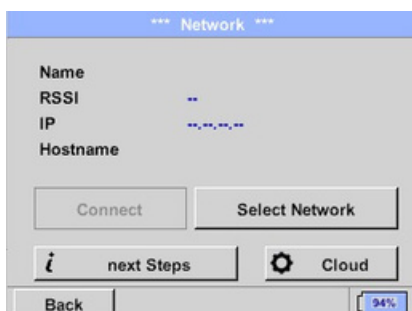 *** Network ***
Name
RSSI --
IP --.--.--.--
Hostname
Connect Select Network
i next Steps Cloud
Back 94%